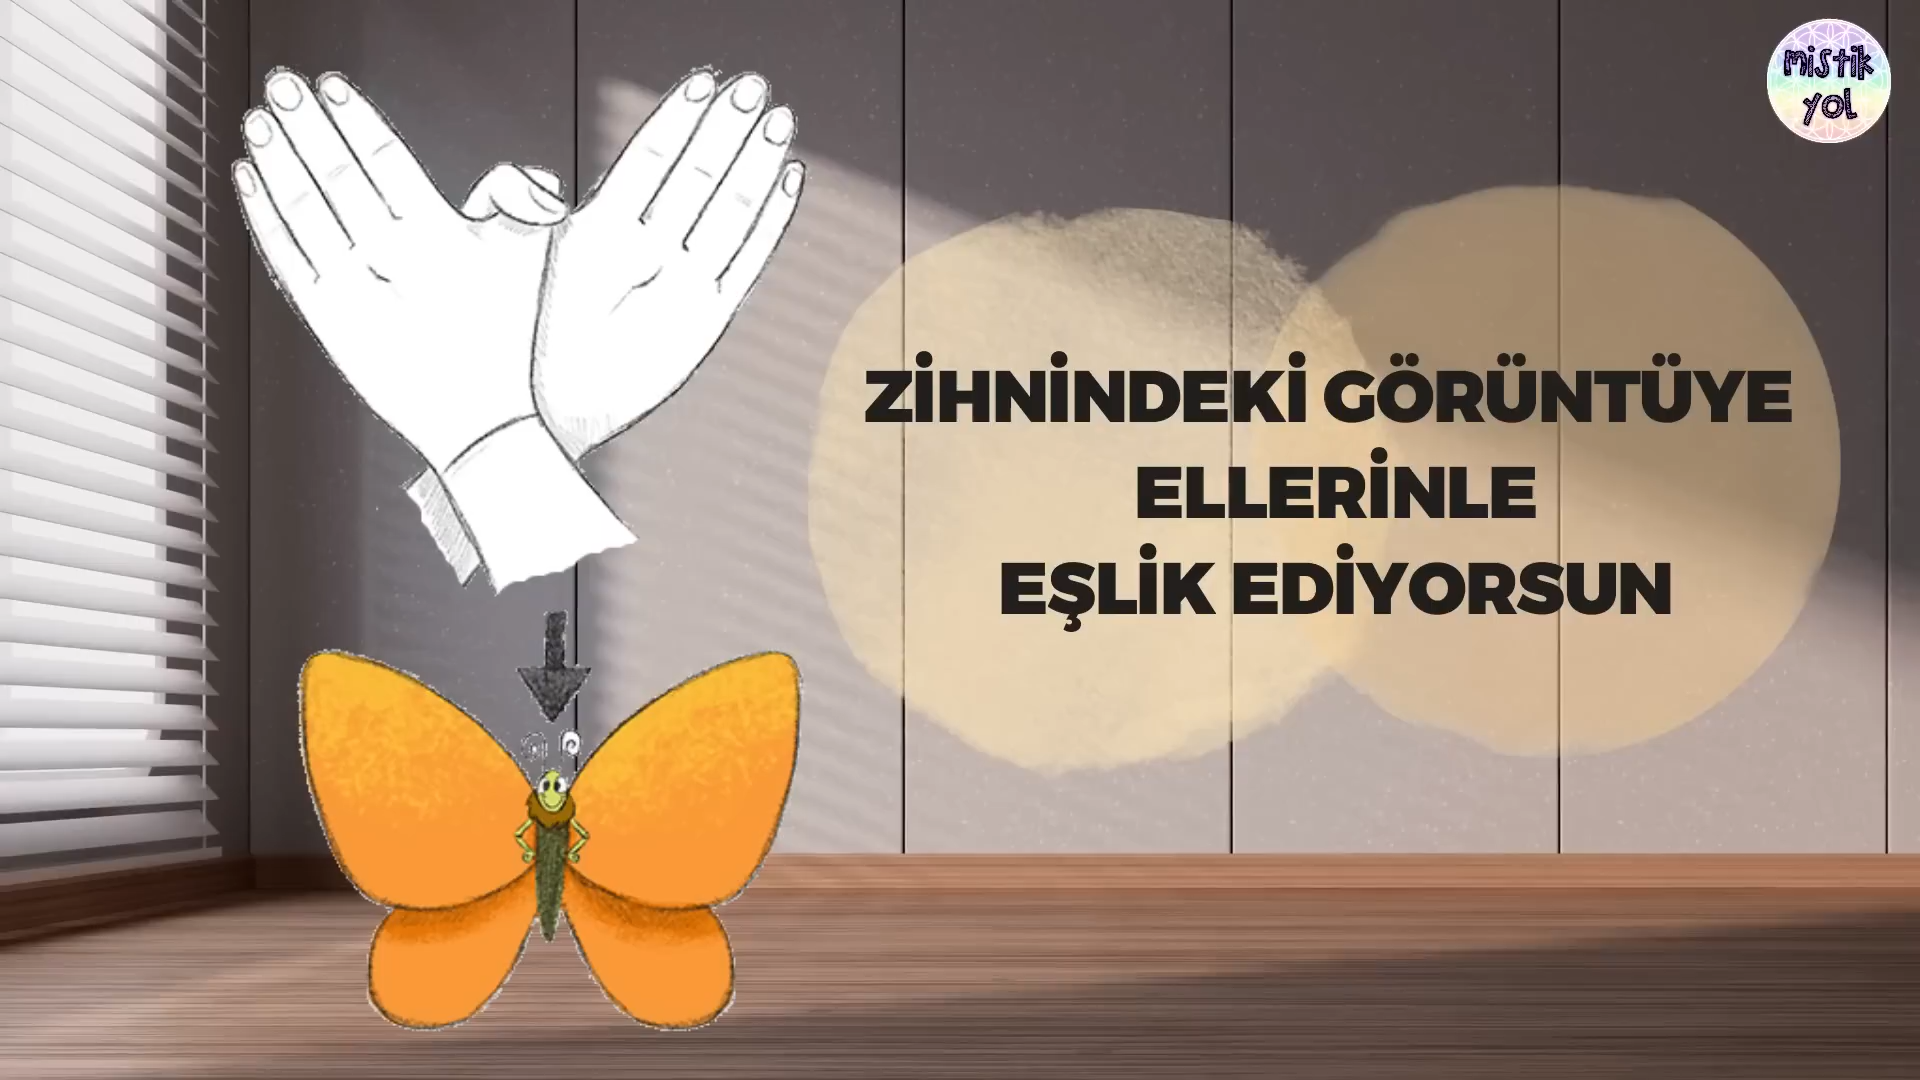 mistik
yol
ZİHNİNDEKİ GÖRÜNTÜYE
ELLERİNLE
EŞLİK EDİYORSUN